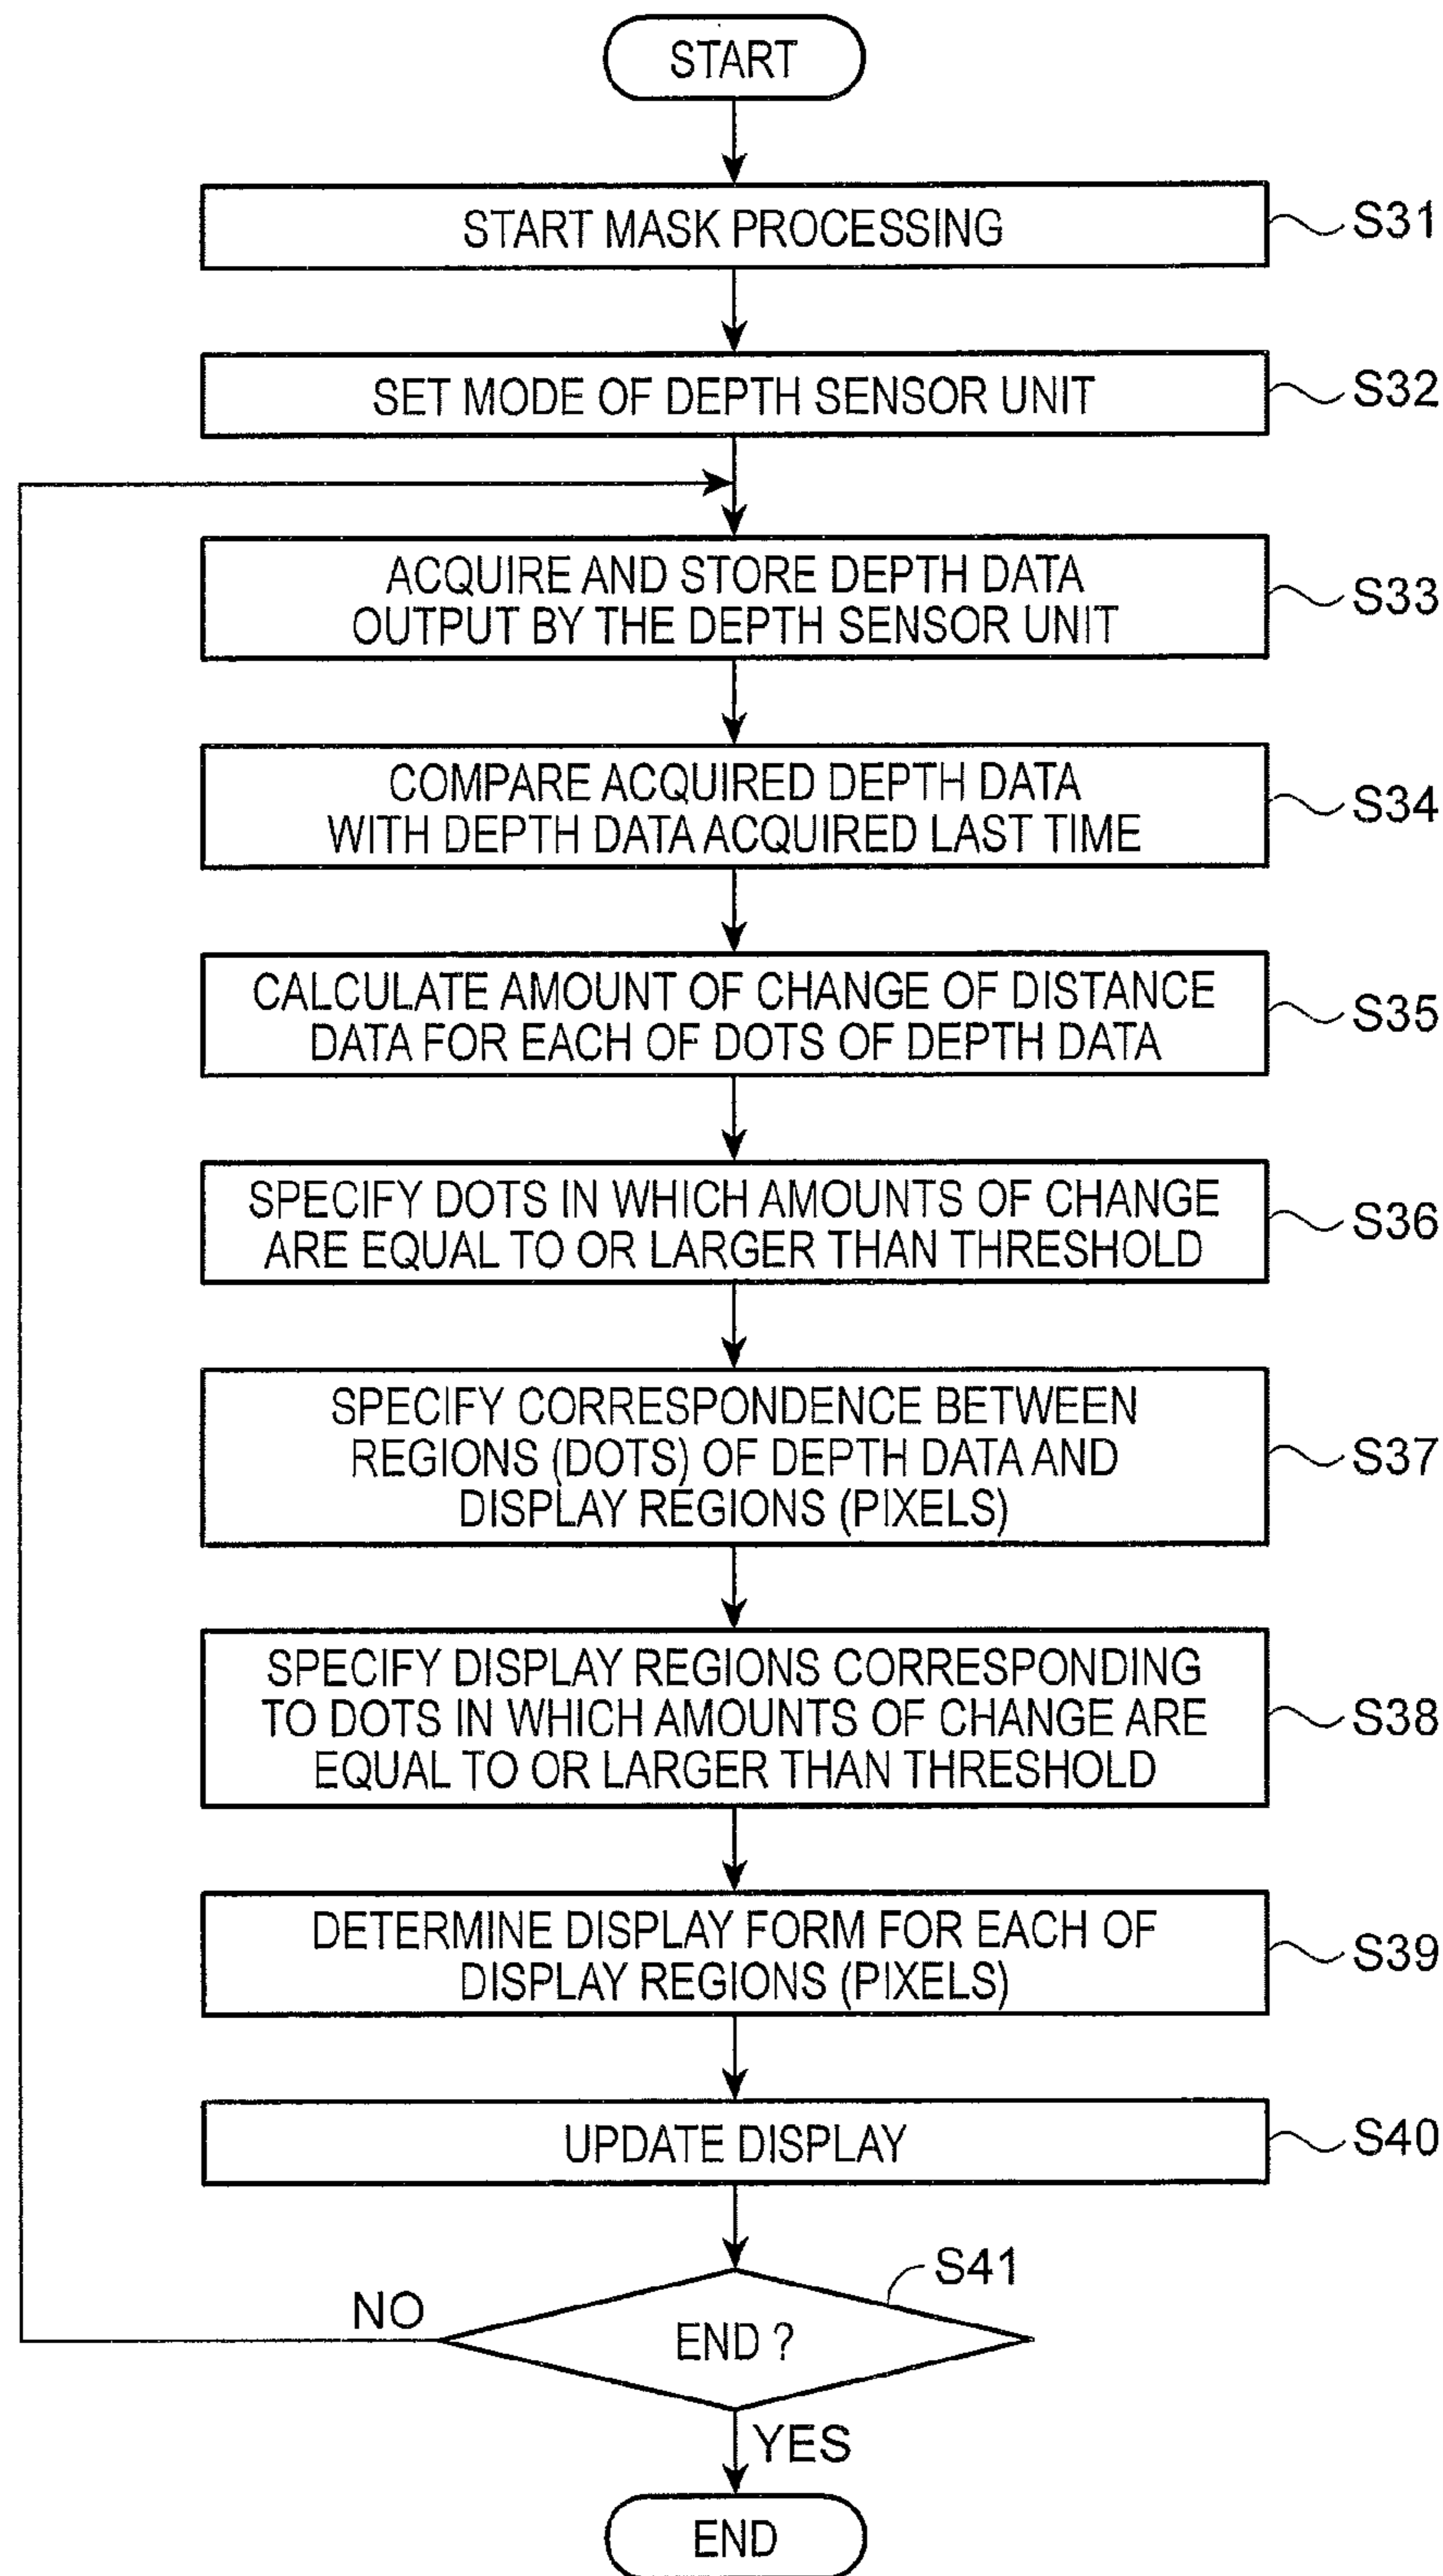 START
START MASK PROCESSING
S31
SET MODE OF DEPTH SENSOR UNIT
S32
ACQUIRE AND STORE DEPTH DATA
OUTPUT BY THE DEPTH SENSOR UNIT
S33
COMPARE ACQUIRED DEPTH DATA
WITH DEPTH DATA ACQUIRED LAST TIME
S34
CALCULATE AMOUNT OF CHANGE OF DISTANCE
DATA FOR EACH OF DOTS OF DEPTH DATA
S35
SPECIFY DOTS IN WHICH AMOUNTS OF CHANGE
ARE EQUAL TO OR LARGER THAN THRESHOLD
S36
SPECIFY CORRESPONDENCE BETWEEN
REGIONS (DOTS) OF DEPTH DATA AND
DISPLAY REGIONS (PIXELS)
S37
SPECIFY DISPLAY REGIONS CORRESPONDING
TO DOTS IN WHICH AMOUNTS OF CHANGE ARE
EQUAL TO OR LARGER THAN THRESHOLD
S38
DETERMINE DISPLAY FORM FOR EACH OF
DISPLAY REGIONS (PIXELS)
S39
UPDATE DISPLAY
S40
S41
NO
END ?
YES
END